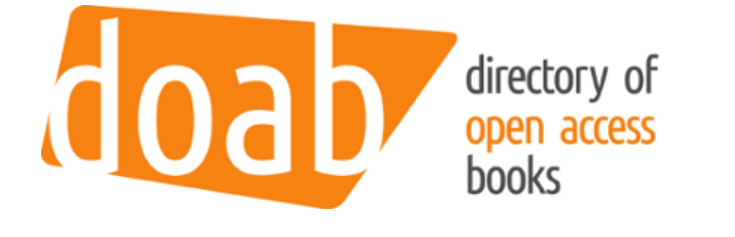 doab
directory of
open access
books